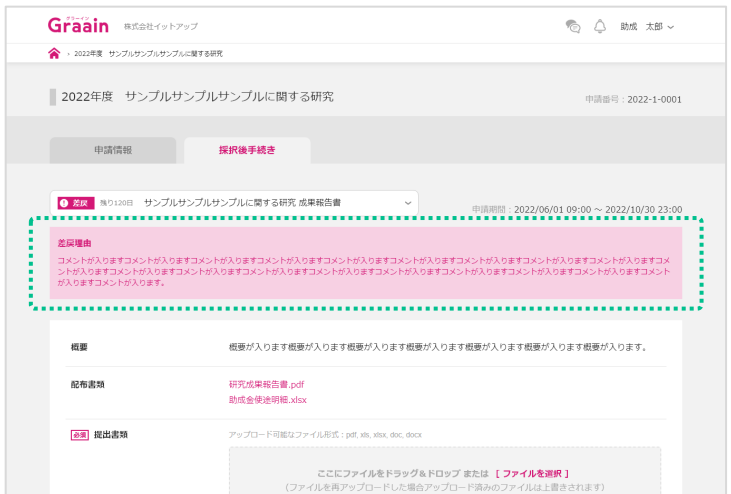 グラーイン
Graain 株式会社イットアップ 助成 太郎
2022年度 サンプルサンプルサンプルに関する研究
2022年度 サンプルサンプルサンプルに関する研究 申請番号:2022-1-0001
申請情報 採択後手続き
差戻 残り120日 サンプルサンプルサンプルに関する研究 成果報告書 申請期間:2022/06/01 09:00 ～ 2022/10/30 23:00
差戻理由
コメントが入りますコメントが入りますコメントが入りますコメントが入りますコメントが入りますコメントが入りますコメントが入りますコメントが入りますコメ
ントが入りますコメントが入りますコメントが入りますコメントが入りますコメントが入りますコメントが入りますコメントが入りますコメントが入りますコメント
が入りますコメントが入ります。
概要 概要が入ります概要が入ります概要が入ります概要が入ります概要が入ります概要が入ります概要が入ります。
配布書類 研究成果報告書.pdf
助成金使途明細.xlsx
必須 提出書類 アップロード可能なファイル形式:pdf, xls, xlsx, doc, docx
ここにファイルをドラッグ＆ドロップ または [ ファイルを選択 ]
(ファイルを再アップロードした場合アップロード済みのファイルは上書きされます)